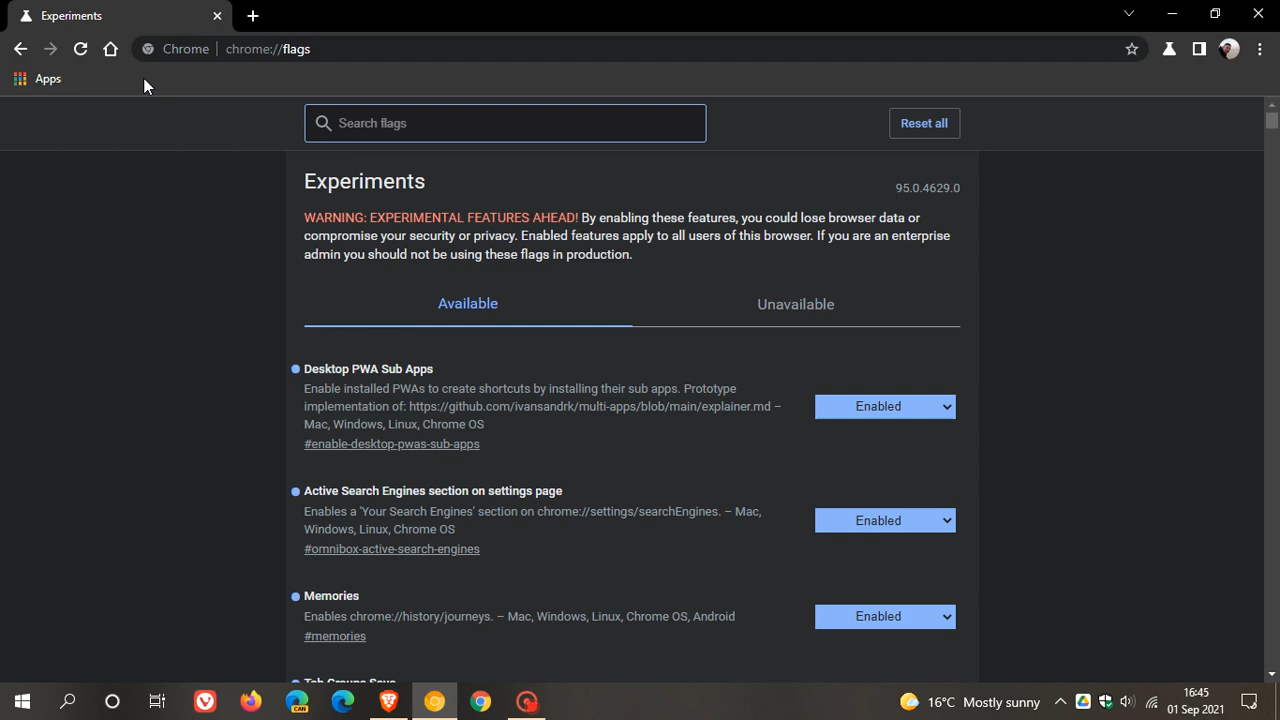 Experiments
Chrome
chrome://flags
Apps
Search flags
Reset all
Experiments
95.0.4629.0
WARNING: EXPERIMENTAL FEATURES AHEAD! By enabling these features, you could lose browser data or
compromise your security or privacy. Enabled features apply to all users of this browser. If you are an enterprise
admin you should not be using these flags in production.
Available
Unavailable
Desktop PWA Sub Apps
Enable installed PWAs to create shortcuts by installing their sub apps. Prototype
implementation of: https://github.com/ivansandrk/multi-apps/blob/main/explainer.md –
Mac, Windows, Linux, Chrome OS
#enable-desktop-pwas-sub-apps
Enabled
Active Search Engines section on settings page
Enables a 'Your Search Engines' section on chrome://settings/searchEngines. – Mac,
Windows, Linux, Chrome OS
#omnibox-active-search-engines
Enabled
Memories
Enables chrome://history/journeys. – Mac, Windows, Linux, Chrome OS, Android
#memories
Enabled
Tab Groups Save
CAN
16°C Mostly sunny
16:45
01 Sep 2021